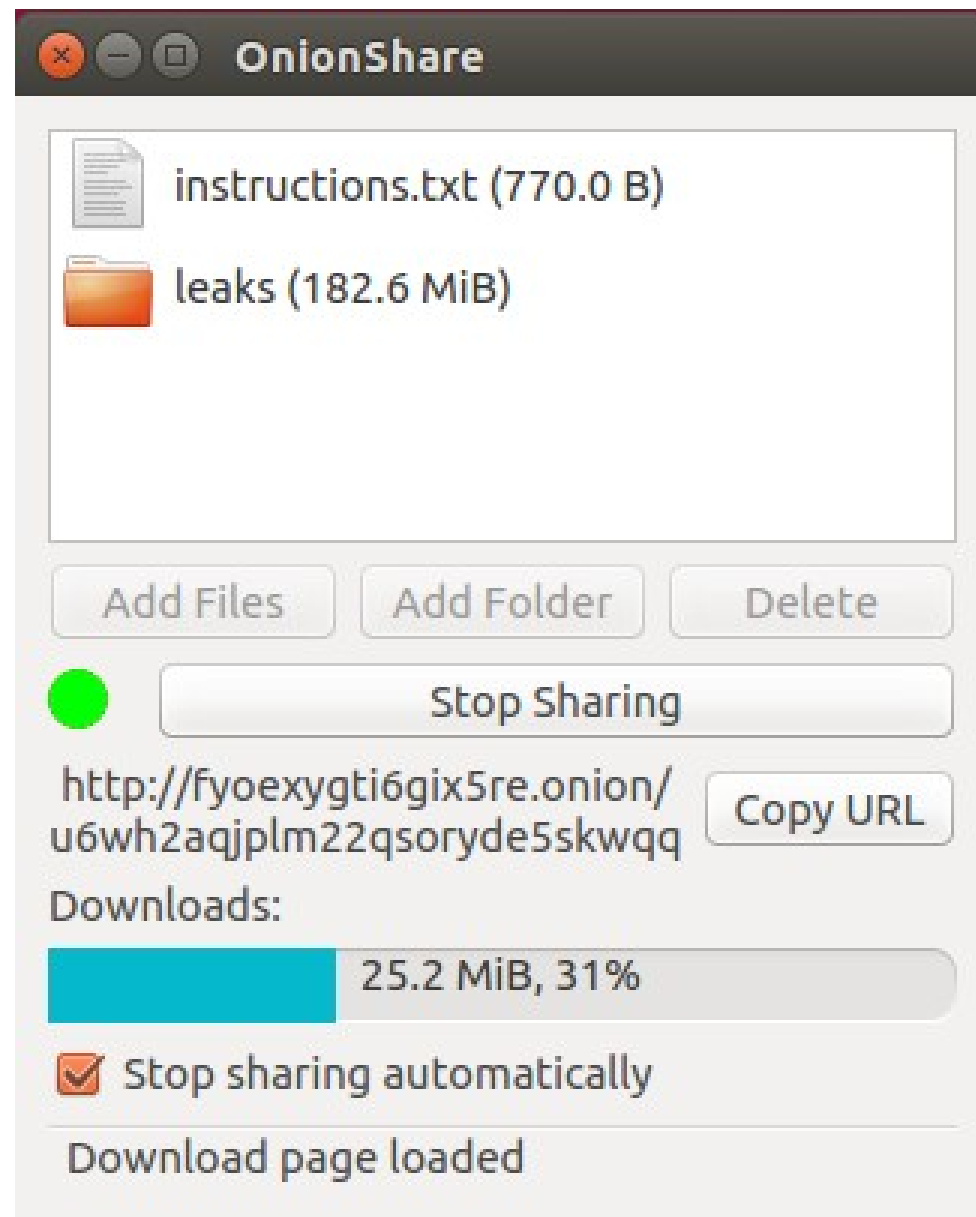 OnionShare
instructions.txt (770.0 B)
leaks (182.6 MiB)
Add Files Add Folder Delete
Stop Sharing
http://fyoexygti6gix5re.onion/
u6wh2aqjplm22qsoryde5skwqq
Copy URL
Downloads:
25.2 MiB, 31%
Stop sharing automatically
Download page loaded